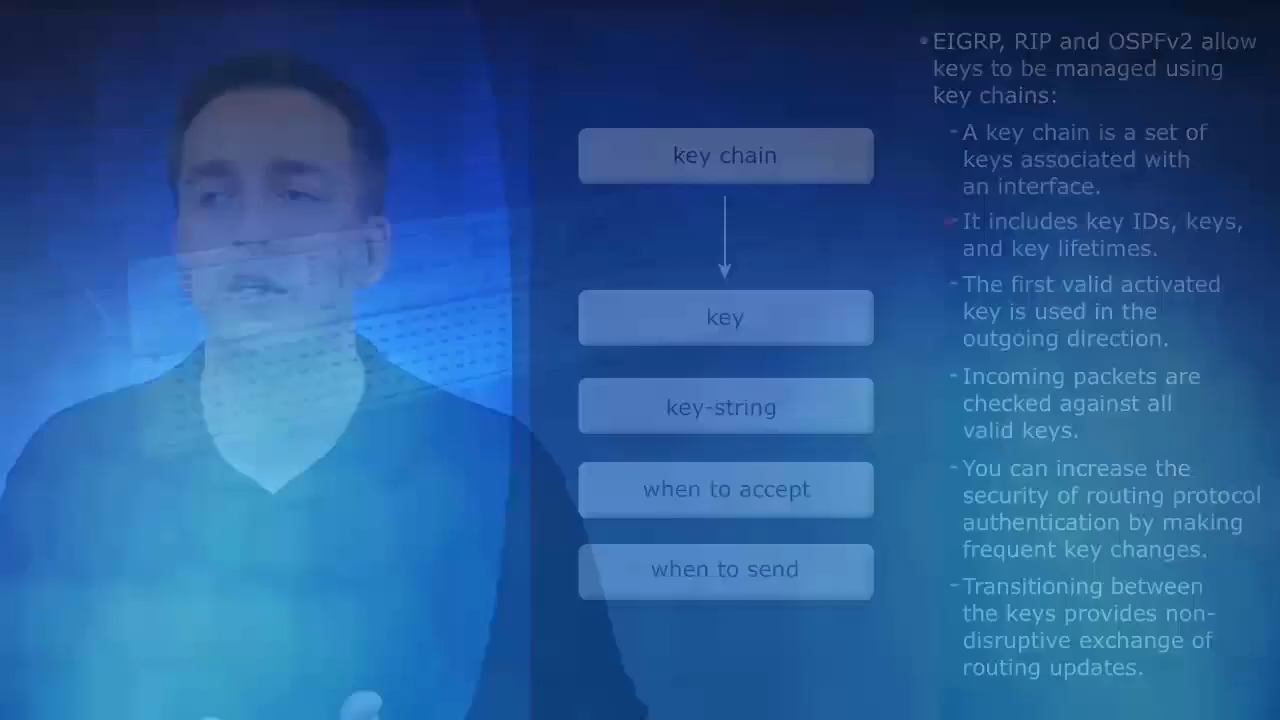 key chain
key
key-string
when to accept
when to send
•EIGRP, RIP and OSPFv2 allow
keys to be managed using
key chains:
-A key chain is a set of
keys associated with
an interface.
-It includes key IDs, keys,
and key lifetimes.
-The first valid activated
key is used in the
outgoing direction.
-Incoming packets are
checked against all
valid keys.
-You can increase the
security of routing protocol
authentication by making
frequent key changes.
-Transitioning between
the keys provides non-
disruptive exchange of
routing updates.